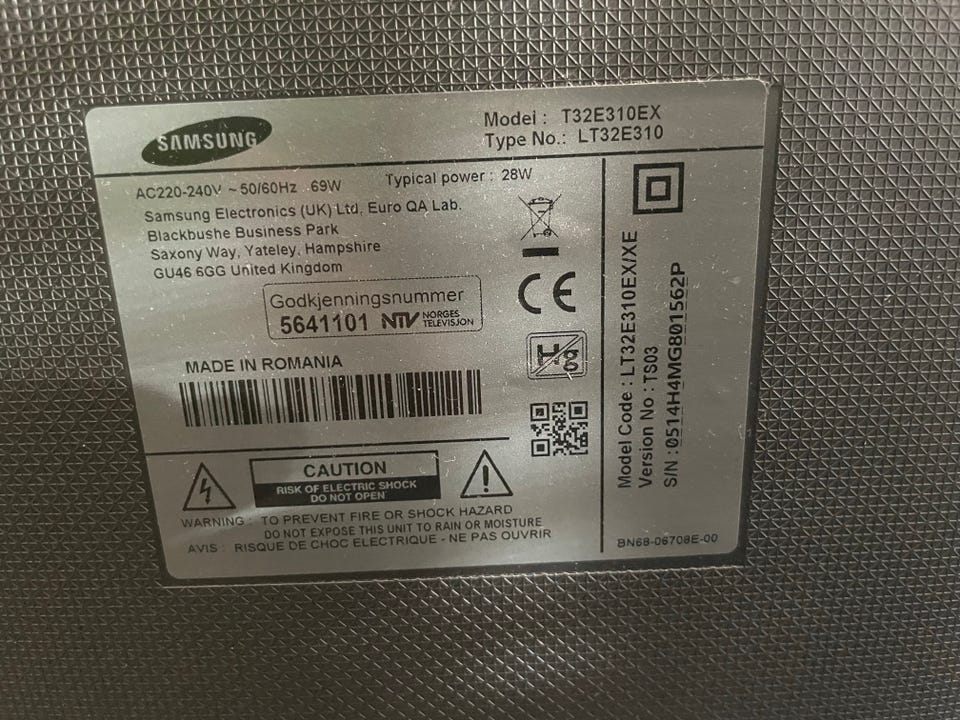 SAMSUNG
Model : T32E310EX
Type No.: LT32E310
AC220-240V ~ 50/60Hz 69W
Typical power : 28W
Samsung Electronics (UK) Ltd, Euro QA Lab.
Blackbushe Business Park
Saxony Way, Yateley, Hampshire
GU46 6GG United Kingdom
Godkjenningsnummer
5641101 NTV NORGES
TELEVISJON
MADE IN ROMANIA
CE
Hg
CAUTION
RISK OF ELECTRIC SHOCK
DO NOT OPEN
WARNING : TO PREVENT FIRE OR SHOCK HAZARD
DO NOT EXPOSE THIS UNIT TO RAIN OR MOISTURE
AVIS : RISQUE DE CHOC ELECTRIQUE - NE PAS OUVRIR
Model Code : LT32E310EX/XE
Version No : TS03
S/N : 0514H4MG801562P
BN68-06708E-00